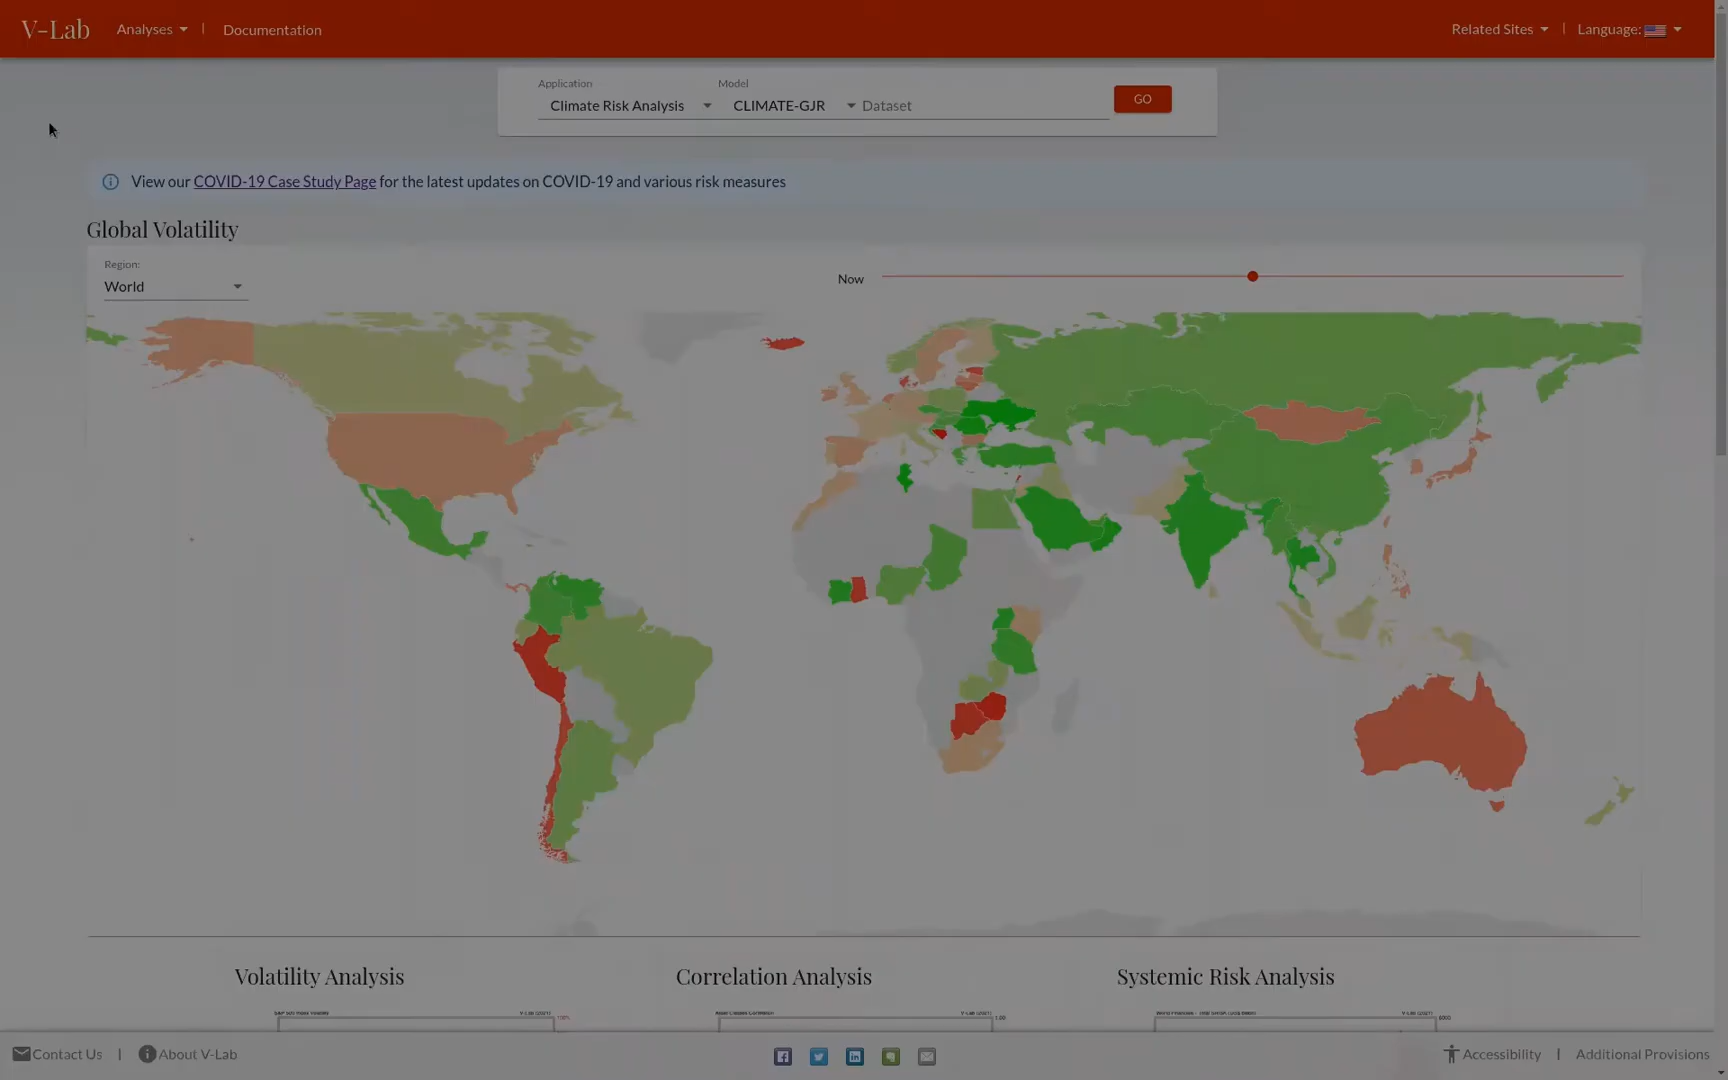 V-Lab Analyses | Documentation Related Sites | Language:
Application Model
Climate Risk Analysis CLIMATE-GJR Dataset GO
View our COVID-19 Case Study Page for the latest updates on COVID-19 and various risk measures
Global Volatility
Region:
World
Now
Volatility Analysis Correlation Analysis Systemic Risk Analysis
Contact Us | About V-Lab Accessibility | Additional Provisions